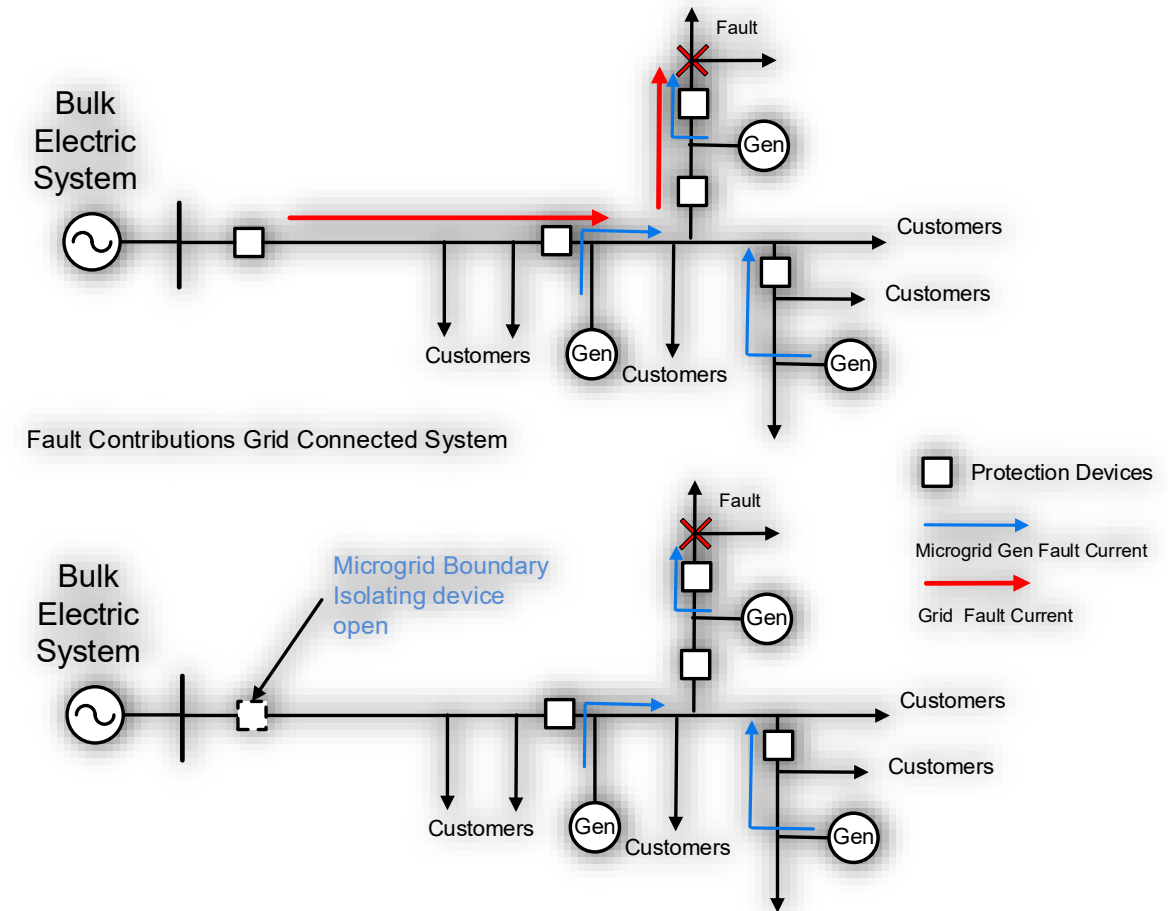 Fault
Bulk
Electric
System
Gen
Customers
Customers
Customers
Gen
Customers
Gen
Fault Contributions Grid Connected System
Protection Devices
Microgrid Gen Fault Current
Grid Fault Current
Fault
Microgrid Boundary
Isolating device
open
Bulk
Electric
System
Gen
Customers
Customers
Customers
Gen
Customers
Gen